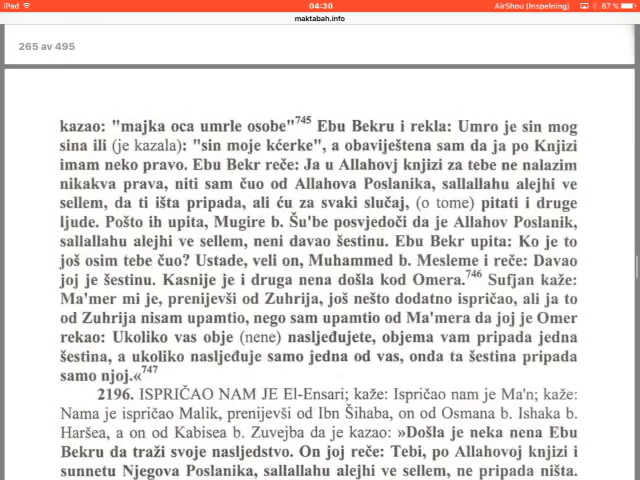 iPad
04:30
AirShou (Inspelning)
87 %
maktabah.info
265 av 495
kazao: "majka oca umrle osobe"745 Ebu Bekru i rekla: Umro je sin mog
sina ili (je kazala): "sin moje kćerke", a obaviještena sam da ja po Knjizi
imam neko pravo. Ebu Bekr reče: Ja u Allahovj knjizi za tebe ne nalazim
nikakva prava, niti sam čuo od Allahova Poslanika, sallallahu alejhi ve
sellem, da ti išta pripada, ali ću za svaki slučaj, (o tome) pitati i druge
ljude. Pošto ih upita, Mugire b. Šu'be posvjedoči da je Allahov Poslanik,
sallallahu alejhi ve sellem, neni davao šestinu. Ebu Bekr upita: Ko je to
još osim tebe čuo? Ustade, veli on, Muhammed b. Mesleme i reče: Davao
joj je šestinu. Kasnije je i druga nena došla kod Omera.746 Sufjan kaže:
Ma'mer mi je, prenijevši od Zuhrija, još nešto dodatno ispričao, ali ja to
od Zuhrija nisam upamtio, nego sam upamtio od Ma'mera da joj je Omer
rekao: Ukoliko vas obje (nene) nasljeđujete, objema vam pripada jedna
šestina, a ukoliko nasljeđuje samo jedna od vas, onda ta šestina pripada
samo njoj.«747
2196. ISPRIČAO NAM JE El-Ensari; kaže: Ispričao nam je Ma'n; kaže:
Nama je ispričao Malik, prenijevši od Ibn Šihaba, on od Osmana b. Ishaka b.
Haršea, a on od Kabisea b. Zuvejba da je kazao: »Došla je neka nena Ebu
Bekru da traži svoje nasljedstvo. On joj reče: Tebi, po Allahovoj knjizi i
sunnetu Njegova Poslanika, sallallahu alejhi ve sellem, ne pripada ništa.